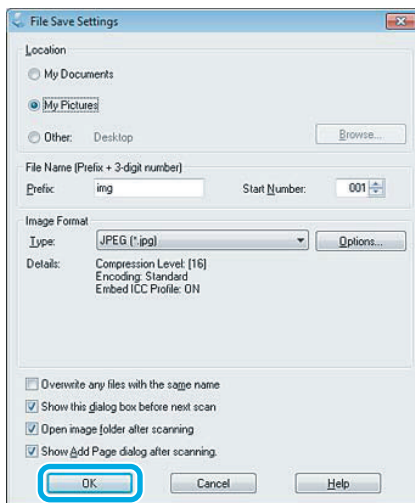 File Save Settings
Location
My Documents
My Pictures
Other: Desktop Browse...
File Name (Prefix + 3-digit number)
Prefix: img Start Number: 001
Image Format
Type: JPEG (*.jpg) Options...
Details: Compression Level: [16]
Encoding: Standard
Embed ICC Profile: ON
Overwrite any files with the same name
Show this dialog box before next scan
Open image folder after scanning
Show Add Page dialog after scanning.
OK Cancel Help